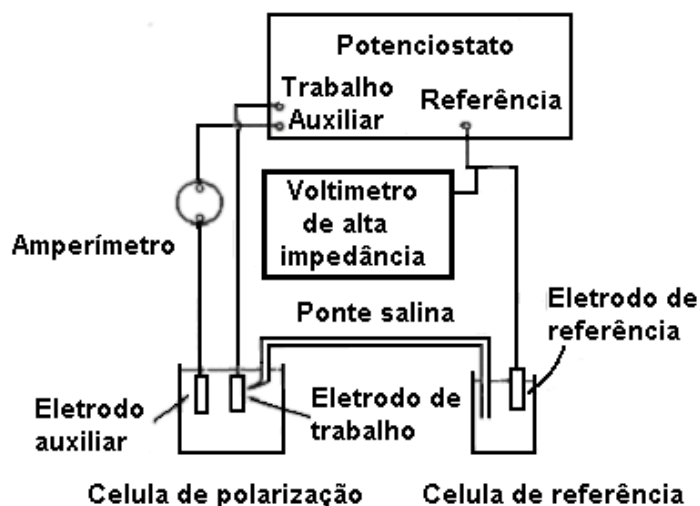 Potenciostato
Trabalho
Auxiliar
Referência
Voltimetro
de alta
impedância
Amperímetro
Ponte salina
Eletrodo de
referência
Eletrodo
auxiliar
Eletrodo de
trabalho
Celula de polarização
Celula de referência